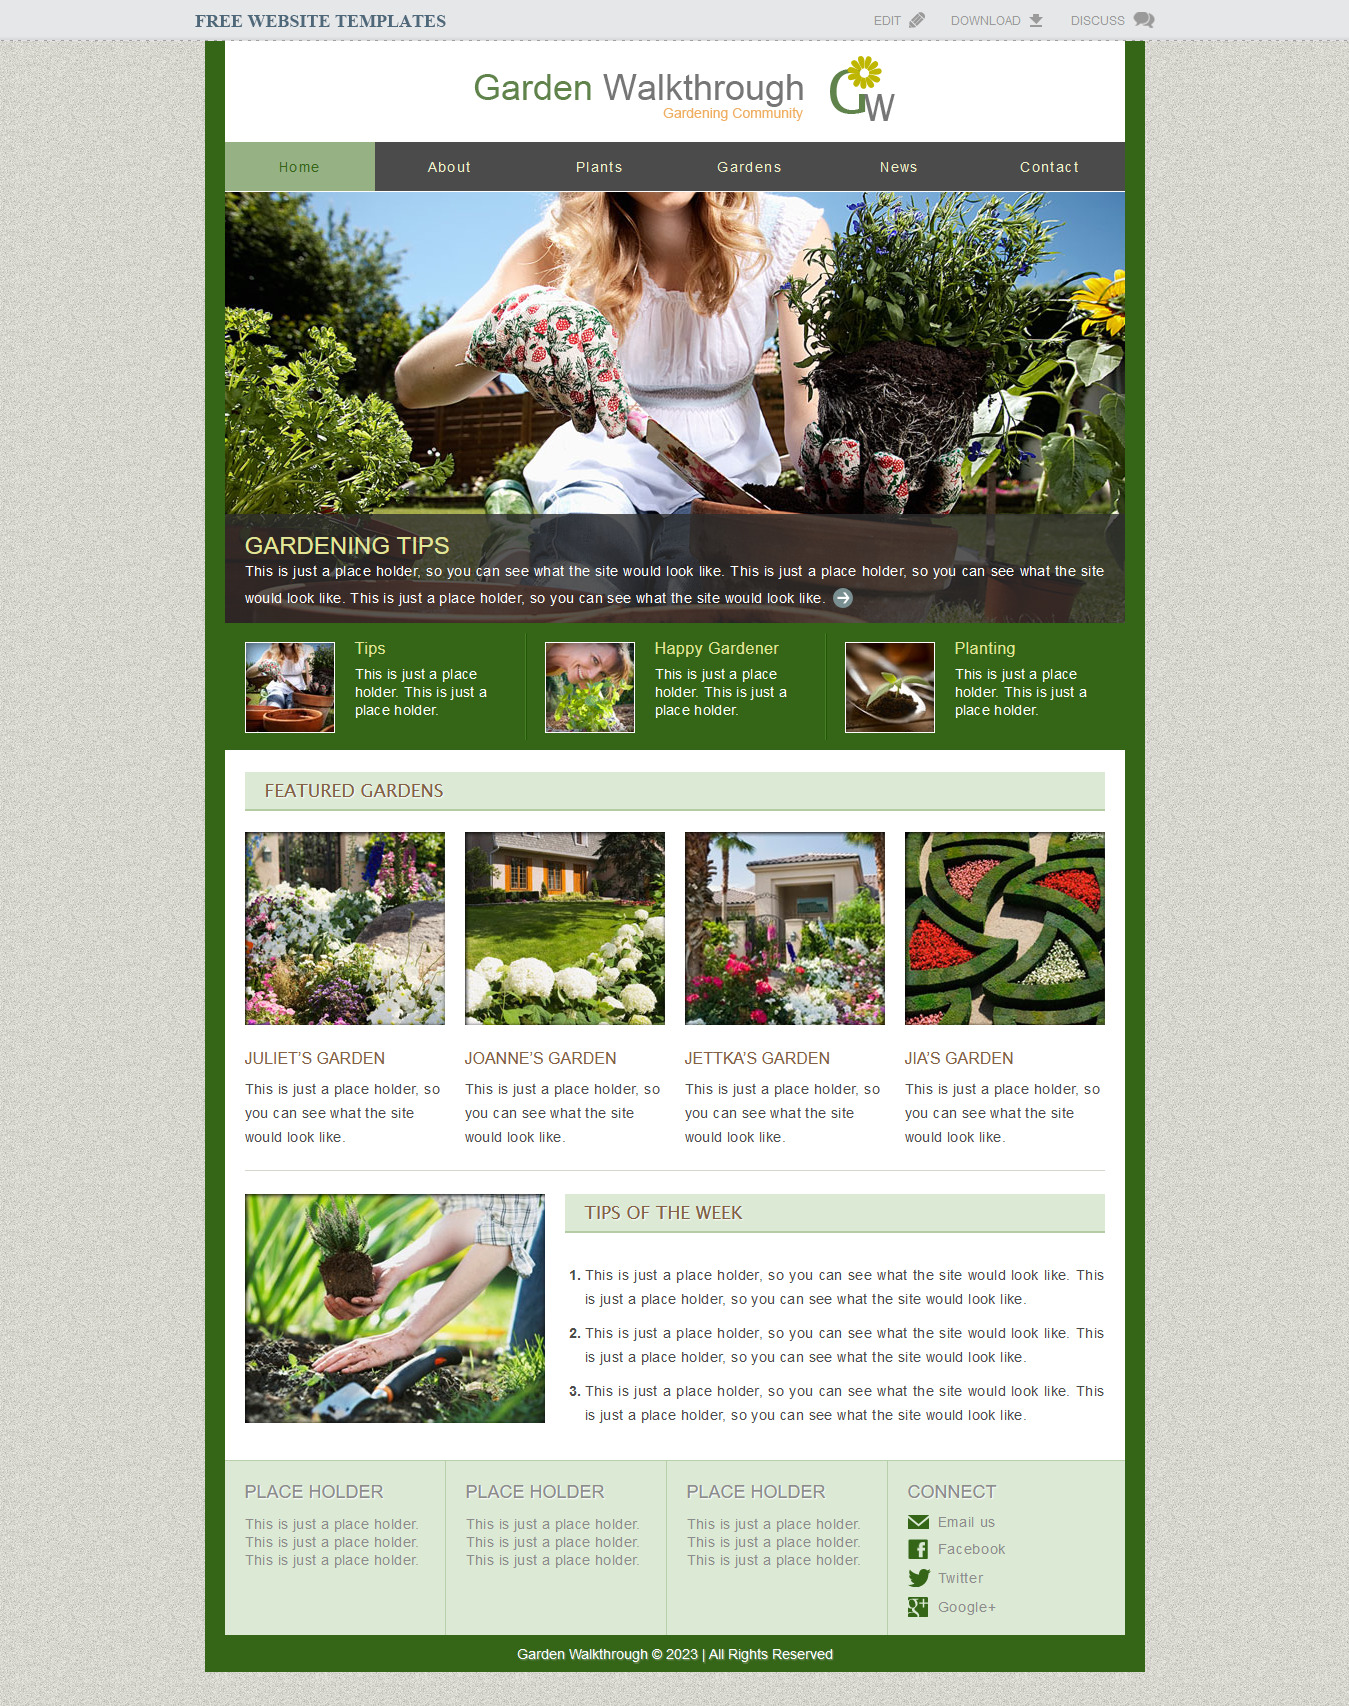 FREE WEBSITE TEMPLATES
EDIT DOWNLOAD DISCUSS
Garden Walkthrough
Gardening Community
GW
Home About Plants Gardens News Contact
GARDENING TIPS
This is just a place holder, so you can see what the site would look like. This is just a place holder, so you can see what the site
would look like. This is just a place holder, so you can see what the site would look like.
Tips
This is just a place
holder. This is just a
place holder.
Happy Gardener
This is just a place
holder. This is just a
place holder.
Planting
This is just a place
holder. This is just a
place holder.
FEATURED GARDENS
JULIET’S GARDEN
This is just a place holder, so
you can see what the site
would look like.
JOANNE’S GARDEN
This is just a place holder, so
you can see what the site
would look like.
JETTKA’S GARDEN
This is just a place holder, so
you can see what the site
would look like.
JIA’S GARDEN
This is just a place holder, so
you can see what the site
would look like.
TIPS OF THE WEEK
1. This is just a place holder, so you can see what the site would look like. This
is just a place holder, so you can see what the site would look like.
2. This is just a place holder, so you can see what the site would look like. This
is just a place holder, so you can see what the site would look like.
3. This is just a place holder, so you can see what the site would look like. This
is just a place holder, so you can see what the site would look like.
PLACE HOLDER
This is just a place holder.
This is just a place holder.
This is just a place holder.
PLACE HOLDER
This is just a place holder.
This is just a place holder.
This is just a place holder.
PLACE HOLDER
This is just a place holder.
This is just a place holder.
This is just a place holder.
CONNECT
Email us
Facebook
Twitter
Google+
Garden Walkthrough © 2023 | All Rights Reserved